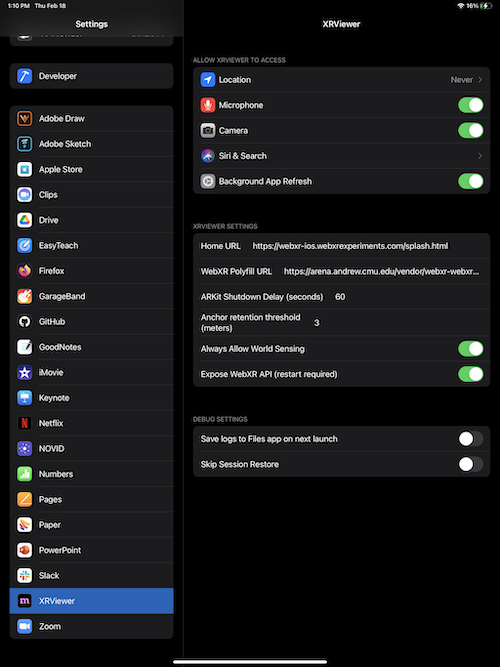 1:10 PM Thu Feb 18
16%
Settings
XRViewer
Developer
Adobe Draw
Adobe Sketch
Apple Store
Clips
Drive
EasyTeach
Firefox
GarageBand
GitHub
GoodNotes
iMovie
Keynote
Netflix
NOVID
Numbers
Pages
Paper
PowerPoint
Slack
XRViewer
Zoom
ALLOW XRVIEWER TO ACCESS
Location Never
Microphone
Camera
Siri & Search
Background App Refresh
XRVIEWER SETTINGS
Home URL https://webxr-ios.webxrexperiments.com/splash.html
WebXR Polyfill URL https://arena.andrew.cmu.edu/vendor/webxr-webxr...
ARKit Shutdown Delay (seconds) 60
Anchor retention threshold
(meters) 3
Always Allow World Sensing
Expose WebXR API (restart required)
DEBUG SETTINGS
Save logs to Files app on next launch
Skip Session Restore